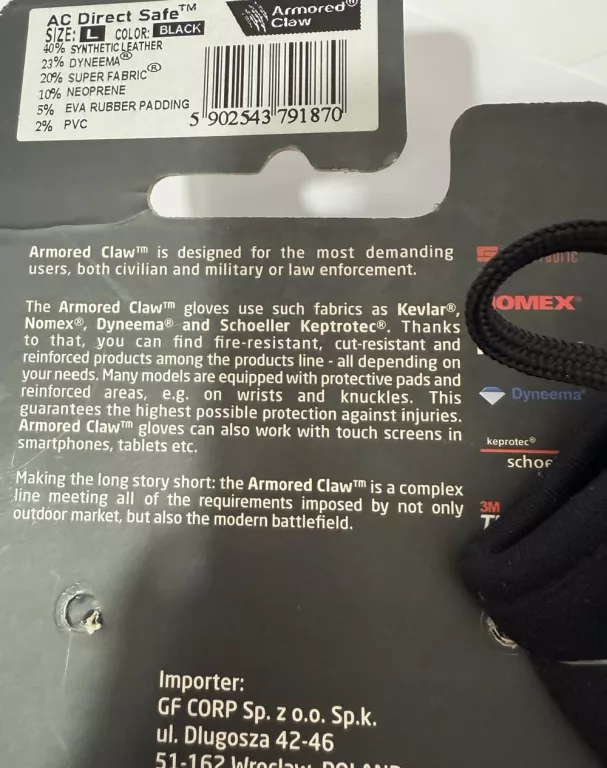 AC Direct Safe™
SIZE: L COLOR: BLACK
40% SYNTHETIC LEATHER
23% DYNEEMA®
20% SUPER FABRIC®
10% NEOPRENE
5% EVA RUBBER PADDING
2% PVC
Armored®
Claw
5 902543 791870
Armored Claw™ is designed for the most demanding
users, both civilian and military or law enforcement.
The Armored Claw™ gloves use such fabrics as Kevlar®,
Nomex®, Dyneema® and Schoeller Keptrotec®. Thanks
to that, you can find fire-resistant, cut-resistant and
reinforced products among the products line - all depending on
your needs. Many models are equipped with protective pads and
reinforced areas, e.g. on wrists and knuckles. This
guarantees the highest possible protection against injuries.
Armored Claw™ gloves can also work with touch screens in
smartphones, tablets etc.
Making the long story short: the Armored Claw™ is a complex
line meeting all of the requirements imposed by not only
outdoor market, but also the modern battlefield.
OMEX®
Dyneema®
keprotec®
schoe
3M
Importer:
GF CORP Sp. z o.o. Sp.k.
ul. Dlugosza 42-46
51-162 Wroclaw, POLAND